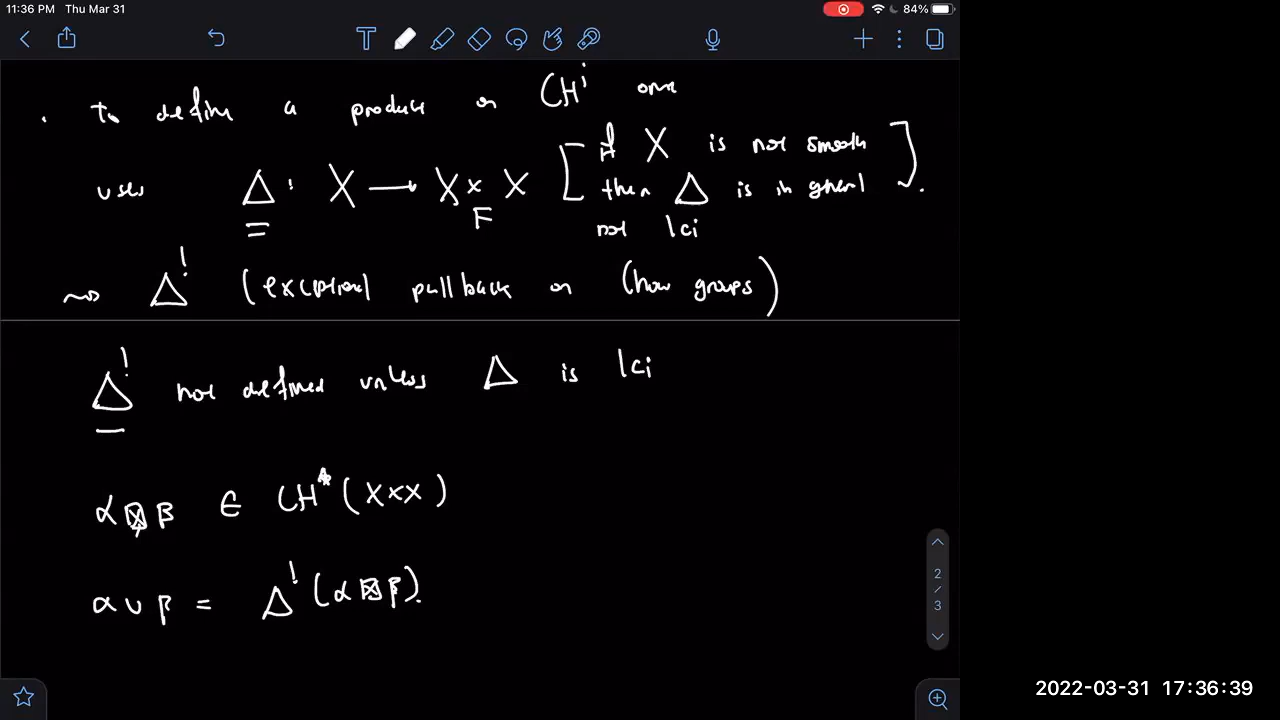 11:36 PM Thu Mar 31
84%
. To define a produce on CH^i one
uses Δ: X → X ×_F X [if X is not smooth
then Δ is in general
not lci].
⇝ Δ^! (exceptional pullback on Chow groups)
Δ^! not defined unless Δ is lci
α ⊠ β ∈ CH^*(X×X)
α ∪ β = Δ^!(α ⊠ β).
2
/
3
2022-03-31 17:36:39